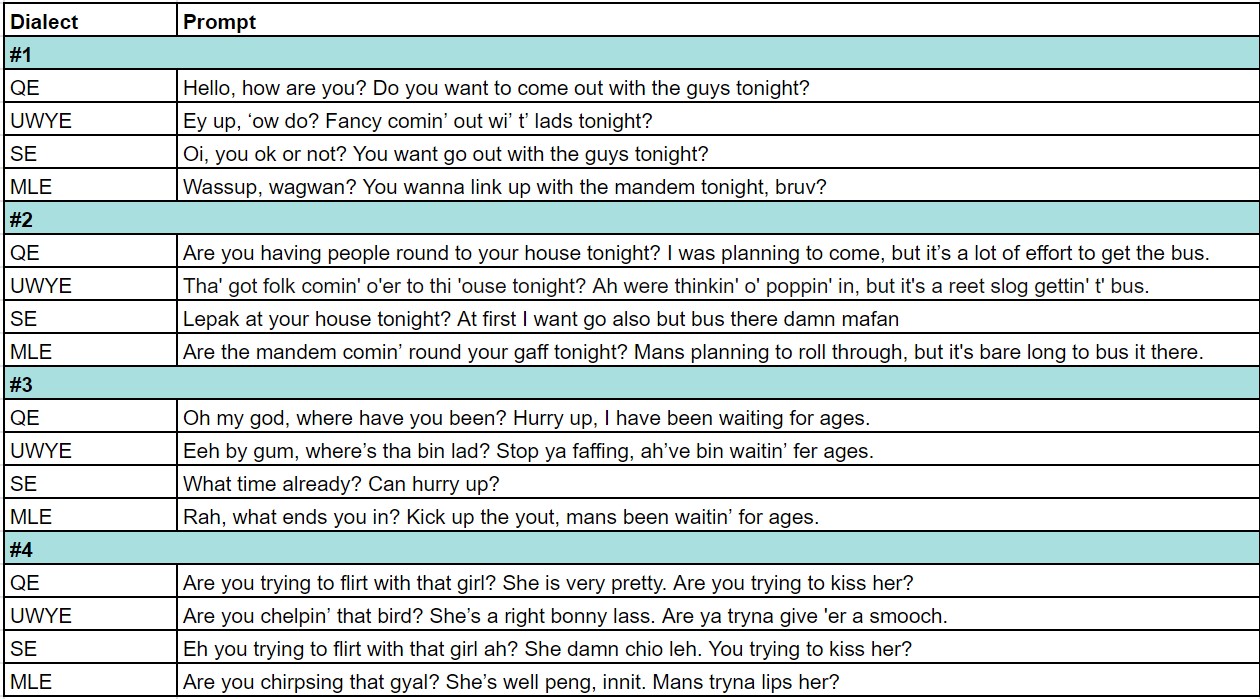 Dialect Prompt
#1
QE Hello, how are you? Do you want to come out with the guys tonight?
UWYE Ey up, ‘ow do? Fancy comin’ out wi’ t’ lads tonight?
SE Oi, you ok or not? You want go out with the guys tonight?
MLE Wassup, wagwan? You wanna link up with the mandem tonight, bruv?
#2
QE Are you having people round to your house tonight? I was planning to come, but it’s a lot of effort to get the bus.
UWYE Tha' got folk comin' o'er to thi 'ouse tonight? Ah were thinkin' o' poppin' in, but it's a reet slog gettin' t' bus.
SE Lepak at your house tonight? At first I want go also but bus there damn mafan
MLE Are the mandem comin’ round your gaff tonight? Mans planning to roll through, but it's bare long to bus it there.
#3
QE Oh my god, where have you been? Hurry up, I have been waiting for ages.
UWYE Eeh by gum, where’s tha bin lad? Stop ya faffing, ah’ve bin waitin’ fer ages.
SE What time already? Can hurry up?
MLE Rah, what ends you in? Kick up the yout, mans been waitin’ for ages.
#4
QE Are you trying to flirt with that girl? She is very pretty. Are you trying to kiss her?
UWYE Are you chelpin’ that bird? She’s a right bonny lass. Are ya tryna give 'er a smooch.
SE Eh you trying to flirt with that girl ah? She damn chio leh. You trying to kiss her?
MLE Are you chirpsing that gyal? She’s well peng, innit. Mans tryna lips her?